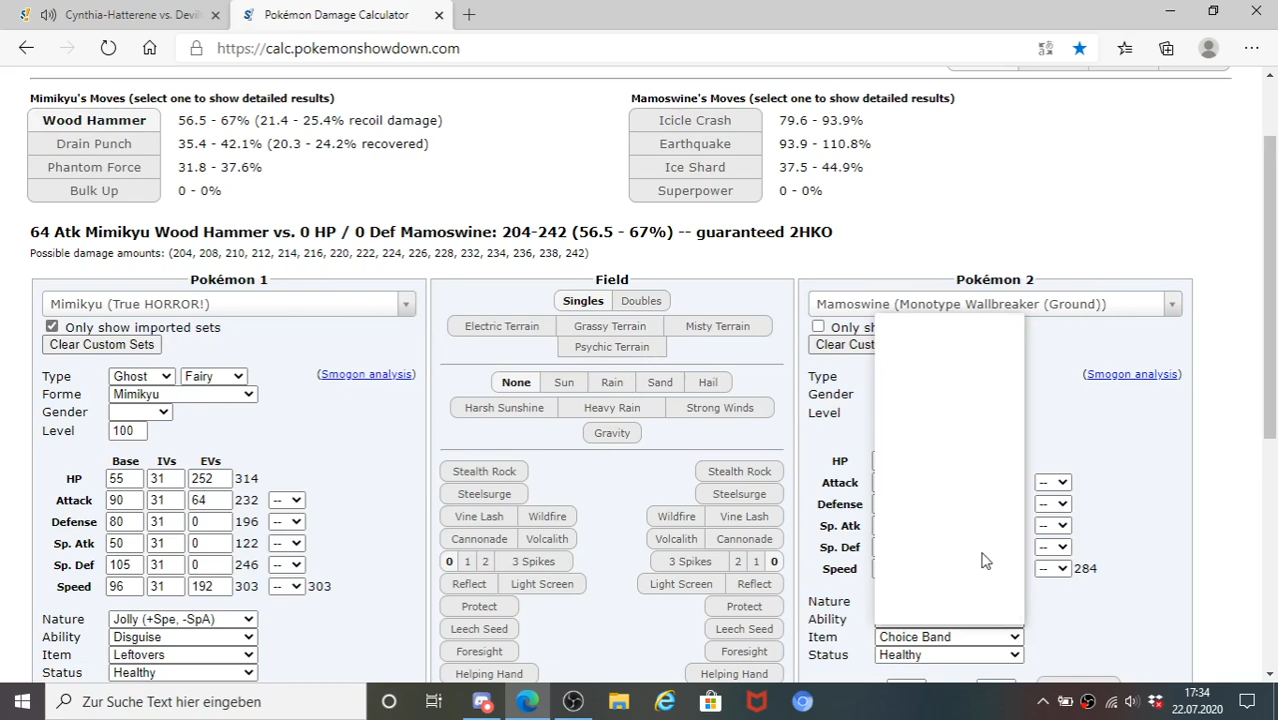 Cynthia-Hatterene vs. Devil
Pokémon Damage Calculator
https://calc.pokemonshowdown.com
Mimikyu's Moves (select one to show detailed results)
Wood Hammer 56.5 - 67% (21.4 - 25.4% recoil damage)
Drain Punch 35.4 - 42.1% (20.3 - 24.2% recovered)
Phantom Force 31.8 - 37.6%
Bulk Up 0 - 0%
Mamoswine's Moves (select one to show detailed results)
Icicle Crash 79.6 - 93.9%
Earthquake 93.9 - 110.8%
Ice Shard 37.5 - 44.9%
Superpower 0 - 0%
64 Atk Mimikyu Wood Hammer vs. 0 HP / 0 Def Mamoswine: 204-242 (56.5 - 67%) -- guaranteed 2HKO
Possible damage amounts: (204, 208, 210, 212, 214, 216, 220, 222, 224, 226, 228, 232, 234, 236, 238, 242)
Pokémon 1
Mimikyu (True HORROR!)
Only show imported sets
Clear Custom Sets
Type Ghost Fairy (Smogon analysis)
Forme Mimikyu
Gender
Level 100
Base IVs EVs
HP 55 31 252 314
Attack 90 31 64 232 --
Defense 80 31 0 196 --
Sp. Atk 50 31 0 122 --
Sp. Def 105 31 0 246 --
Speed 96 31 192 303 -- 303
Nature Jolly (+Spe, -SpA)
Ability Disguise
Item Leftovers
Status Healthy
Field
Singles Doubles
Electric Terrain Grassy Terrain Misty Terrain
Psychic Terrain
None Sun Rain Sand Hail
Harsh Sunshine Heavy Rain Strong Winds
Gravity
Stealth Rock Stealth Rock
Steelsurge Steelsurge
Vine Lash Wildfire Wildfire Vine Lash
Cannonade Volcalith Volcalith Cannonade
0 1 2 3 Spikes 3 Spikes 2 1 0
Reflect Light Screen Light Screen Reflect
Protect Protect
Leech Seed Leech Seed
Foresight Foresight
Helping Hand Helping Hand
Pokémon 2
Mamoswine (Monotype Wallbreaker (Ground))
Only sh
Clear Cust
Type (Smogon analysis)
Gender
Level
HP
Attack --
Defense --
Sp. Atk --
Sp. Def --
Speed -- 284
Nature
Ability
Item Choice Band
Status Healthy
Zur Suche Text hier eingeben
17:34
22.07.2020